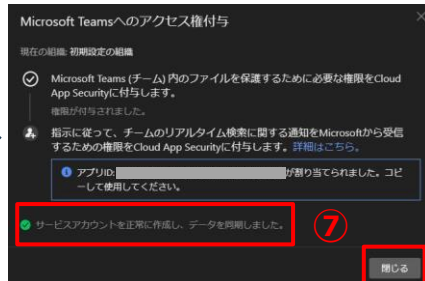 Microsoft Teamsへのアクセス権付与
現在の組織: 初期設定の組織
Microsoft Teams (チーム) 内のファイルを保護するために必要な権限をCloud
App Securityに付与します。
権限が付与されました。
指示に従って、チームのリアルタイム検索に関する通知をMicrosoftから受信
するための権限をCloud App Securityに付与します。詳細はこちら。
アプリID: が割り当てられました。コピ
ーして使用してください。
サービスアカウントを正常に作成し、データを同期しました。
⑦
閉じる